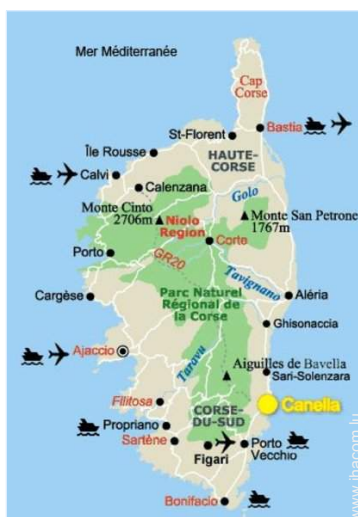 Mer Méditerranée
Cap
Corse
Bastia
St-Florent
Île Rousse
HAUTE-
CORSE
Calvi
Calenzana
Golo
Monte Cinto
2706m
Niolo
Region
Monte San Petrone
1767m
Corte
Porto
GR20
Tavignano
Cargèse
Parc Naturel
Régional de
la Corse
Aléria
Ghisonaccia
Ajaccio
Taravu
Aiguilles de Bavella
Sari-Solenzara
Filitosa
Canella
Propriano
CORSE-
DU-SUD
Sartène
Figari
Porto
Vecchio
Bonifacio
www.ibacom.lu